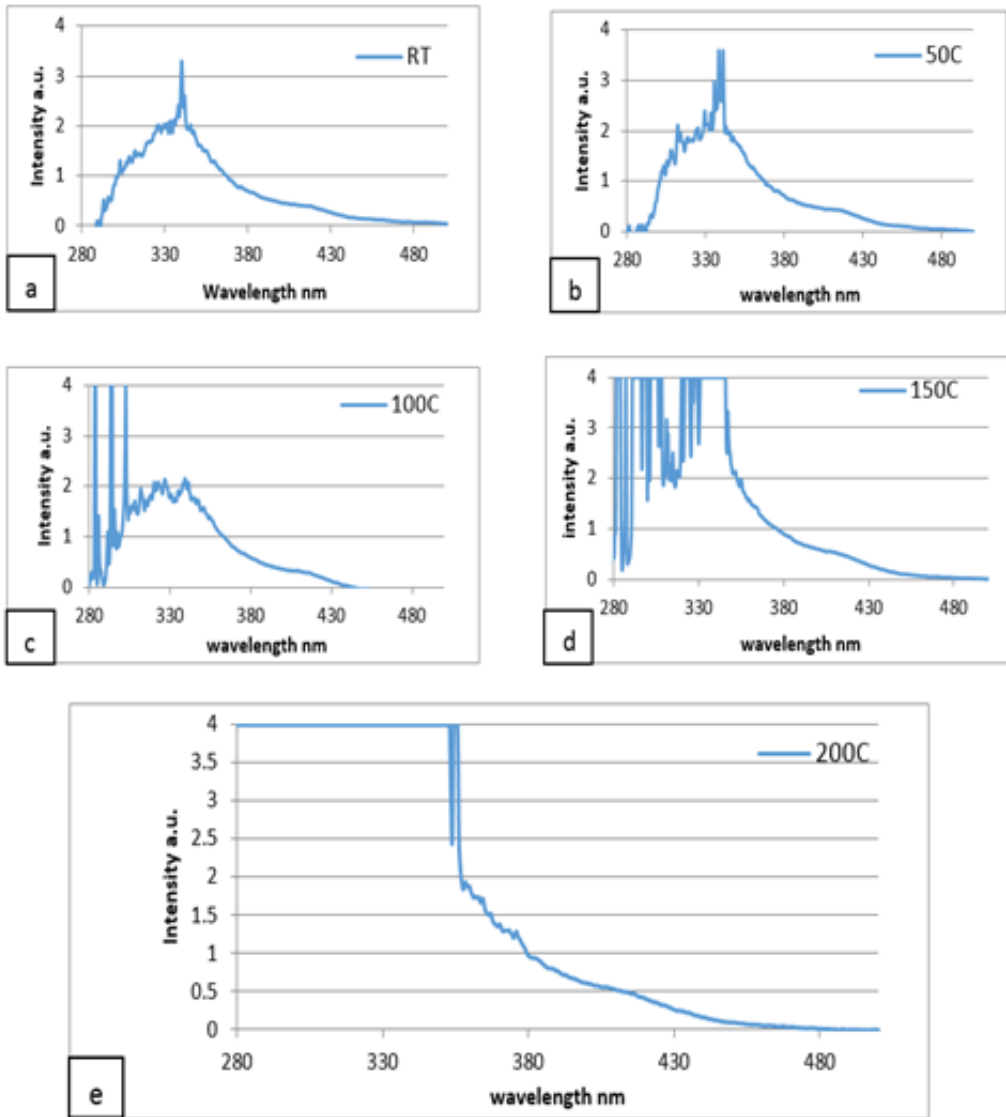 4
3
2
1
0
Intensity a.u.
RT
280 330 380 430 480
Wavelength nm
a
4
3
2
1
0
Intensity a.u.
50C
280 330 380 430 480
wavelength nm
b
4
3
2
1
0
Intensity a.u.
100C
280 330 380 430 480
wavelength nm
c
4
3
2
1
0
intensity a.u.
150C
280 330 380 430 480
wavelength nm
d
4
3.5
3
2.5
2
1.5
1
0.5
0
Intensity a.u.
200C
280 330 380 430 480
wavelength nm
e